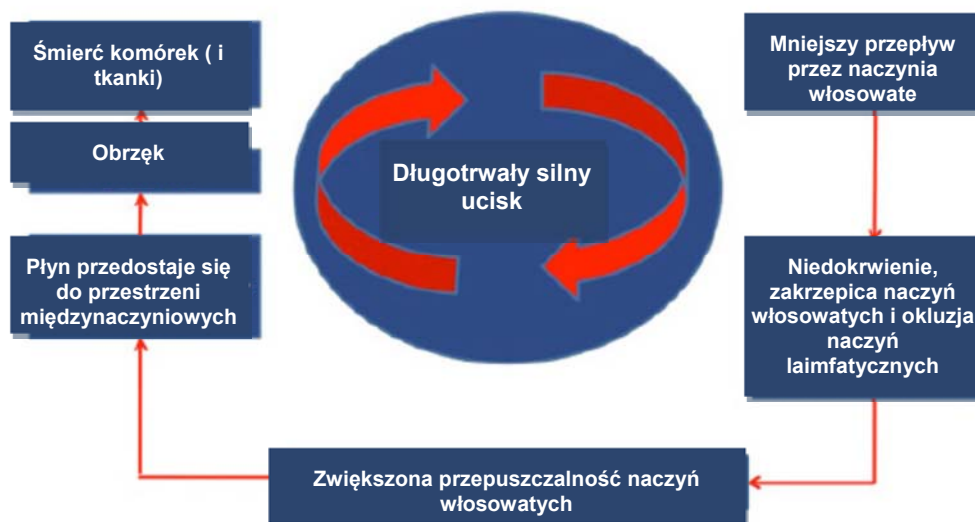 Śmierć komórek ( i
tkanki)
Obrzęk
Płyn przedostaje się
do przestrzeni
międzynaczyniowych
Długotrwały silny
ucisk
Mniejszy przepływ
przez naczynia
włosowate
Niedokrwienie,
zakrzepica naczyń
włosowatych i okluzja
naczyń
laimfatycznych
Zwiększona przepuszczalność naczyń
włosowatych